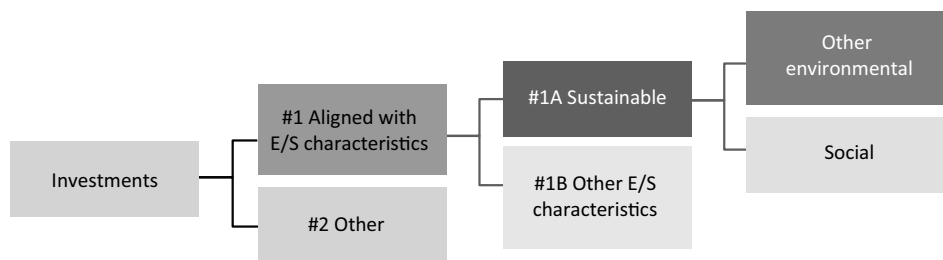 Investments
#1 Aligned with
E/S characteristics
#2 Other
#1A Sustainable
#1B Other E/S
characteristics
Other
environmental
Social